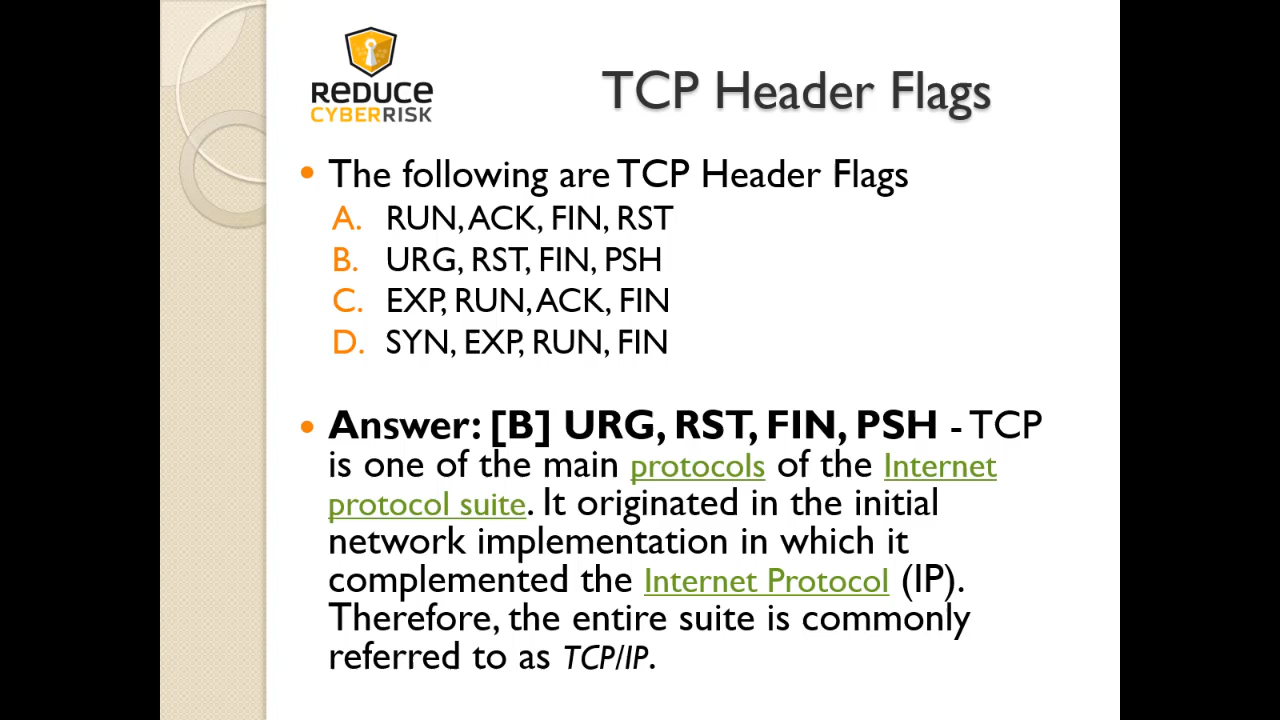 REDUCE
CYBERRISK
TCP Header Flags
• The following are TCP Header Flags
A. RUN, ACK, FIN, RST
B. URG, RST, FIN, PSH
C. EXP, RUN, ACK, FIN
D. SYN, EXP, RUN, FIN
• Answer: [B] URG, RST, FIN, PSH - TCP
is one of the main protocols of the Internet
protocol suite. It originated in the initial
network implementation in which it
complemented the Internet Protocol (IP).
Therefore, the entire suite is commonly
referred to as TCP/IP.